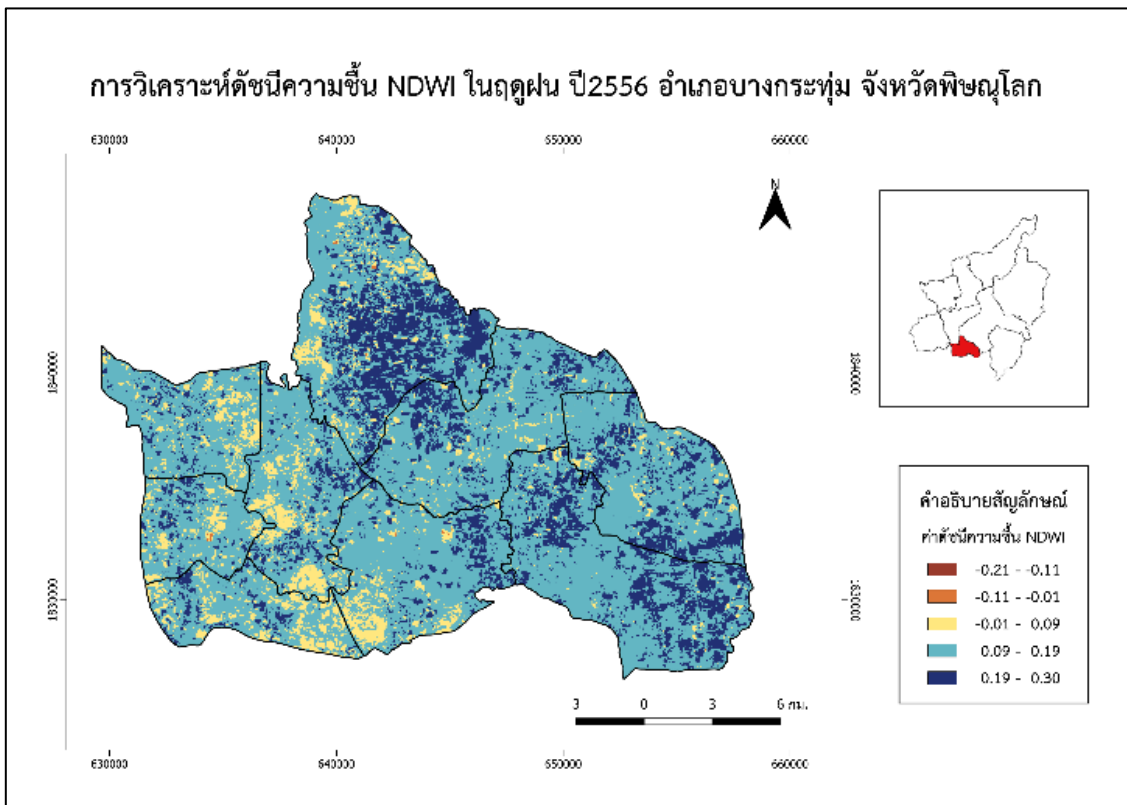 การวิเคราะห์ดัชนีความชื้น NDWI ในฤดูฝน ปี2556 อำเภอบางกระทุ่ม จังหวัดพิษณุโลก
630000 640000 650000 660000
N
1840000 1840000
1830000 1830000
คำอธิบายสัญลักษณ์
ค่าดัชนีความชื้น NDWI
-0.21 - -0.11
-0.11 - -0.01
-0.01 - 0.09
0.09 - 0.19
0.19 - 0.30
3 0 3 6 กม.
630000 640000 650000 660000